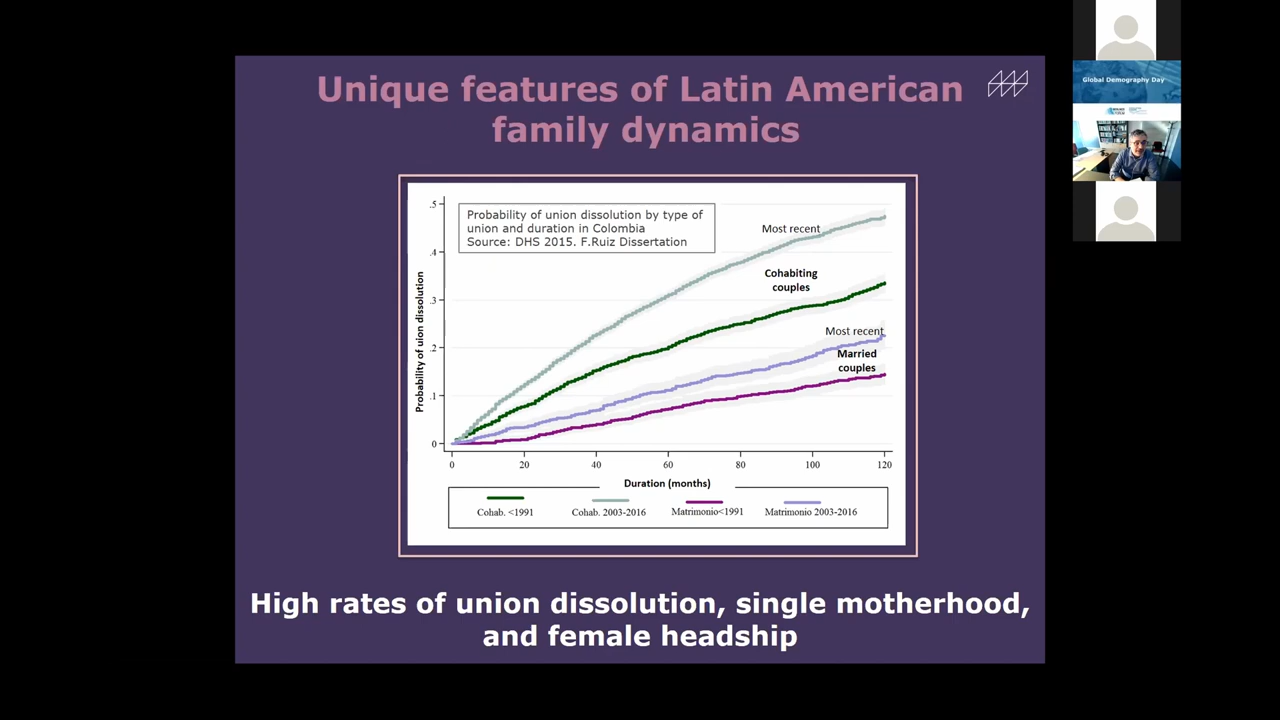 Unique features of Latin American
family dynamics
Probability of union dissolution by type of
union and duration in Colombia
Source: DHS 2015. F.Ruiz Dissertation
Probability of uion dissolution
.5
.4
.3
.2
.1
0
Most recent
Cohabiting
couples
Most recent
Married
couples
0 20 40 60 80 100 120
Duration (months)
Cohab. <1991 Cohab. 2003-2016 Matrimonio<1991 Matrimonio 2003-2016
High rates of union dissolution, single motherhood,
and female headship
Global Demography Day